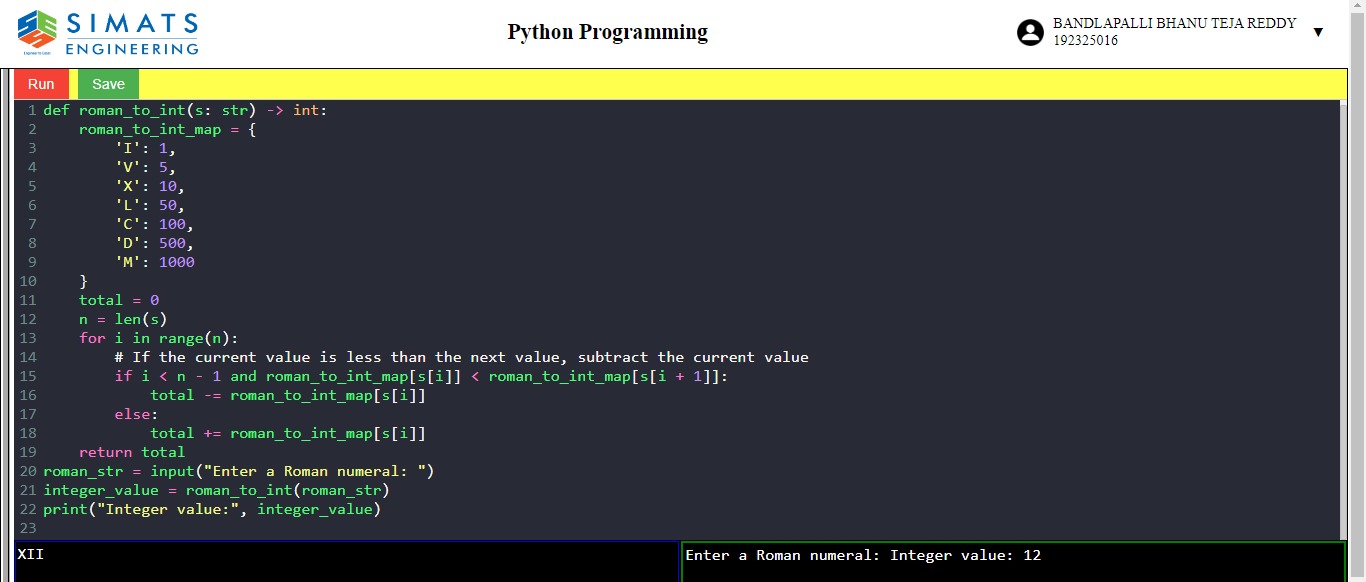 SIMATS
ENGINEERING
Python Programming
BANDLAPALLI BHANU TEJA REDDY
192325016
▼
Run Save
1 def roman_to_int(s: str) -> int:
2     roman_to_int_map = {
3         'I': 1,
4         'V': 5,
5         'X': 10,
6         'L': 50,
7         'C': 100,
8         'D': 500,
9         'M': 1000
10     }
11     total = 0
12     n = len(s)
13     for i in range(n):
14         # If the current value is less than the next value, subtract the current value
15         if i < n - 1 and roman_to_int_map[s[i]] < roman_to_int_map[s[i + 1]]:
16             total -= roman_to_int_map[s[i]]
17         else:
18             total += roman_to_int_map[s[i]]
19     return total
20 roman_str = input("Enter a Roman numeral: ")
21 integer_value = roman_to_int(roman_str)
22 print("Integer value:", integer_value)
23
XII
Enter a Roman numeral: Integer value: 12